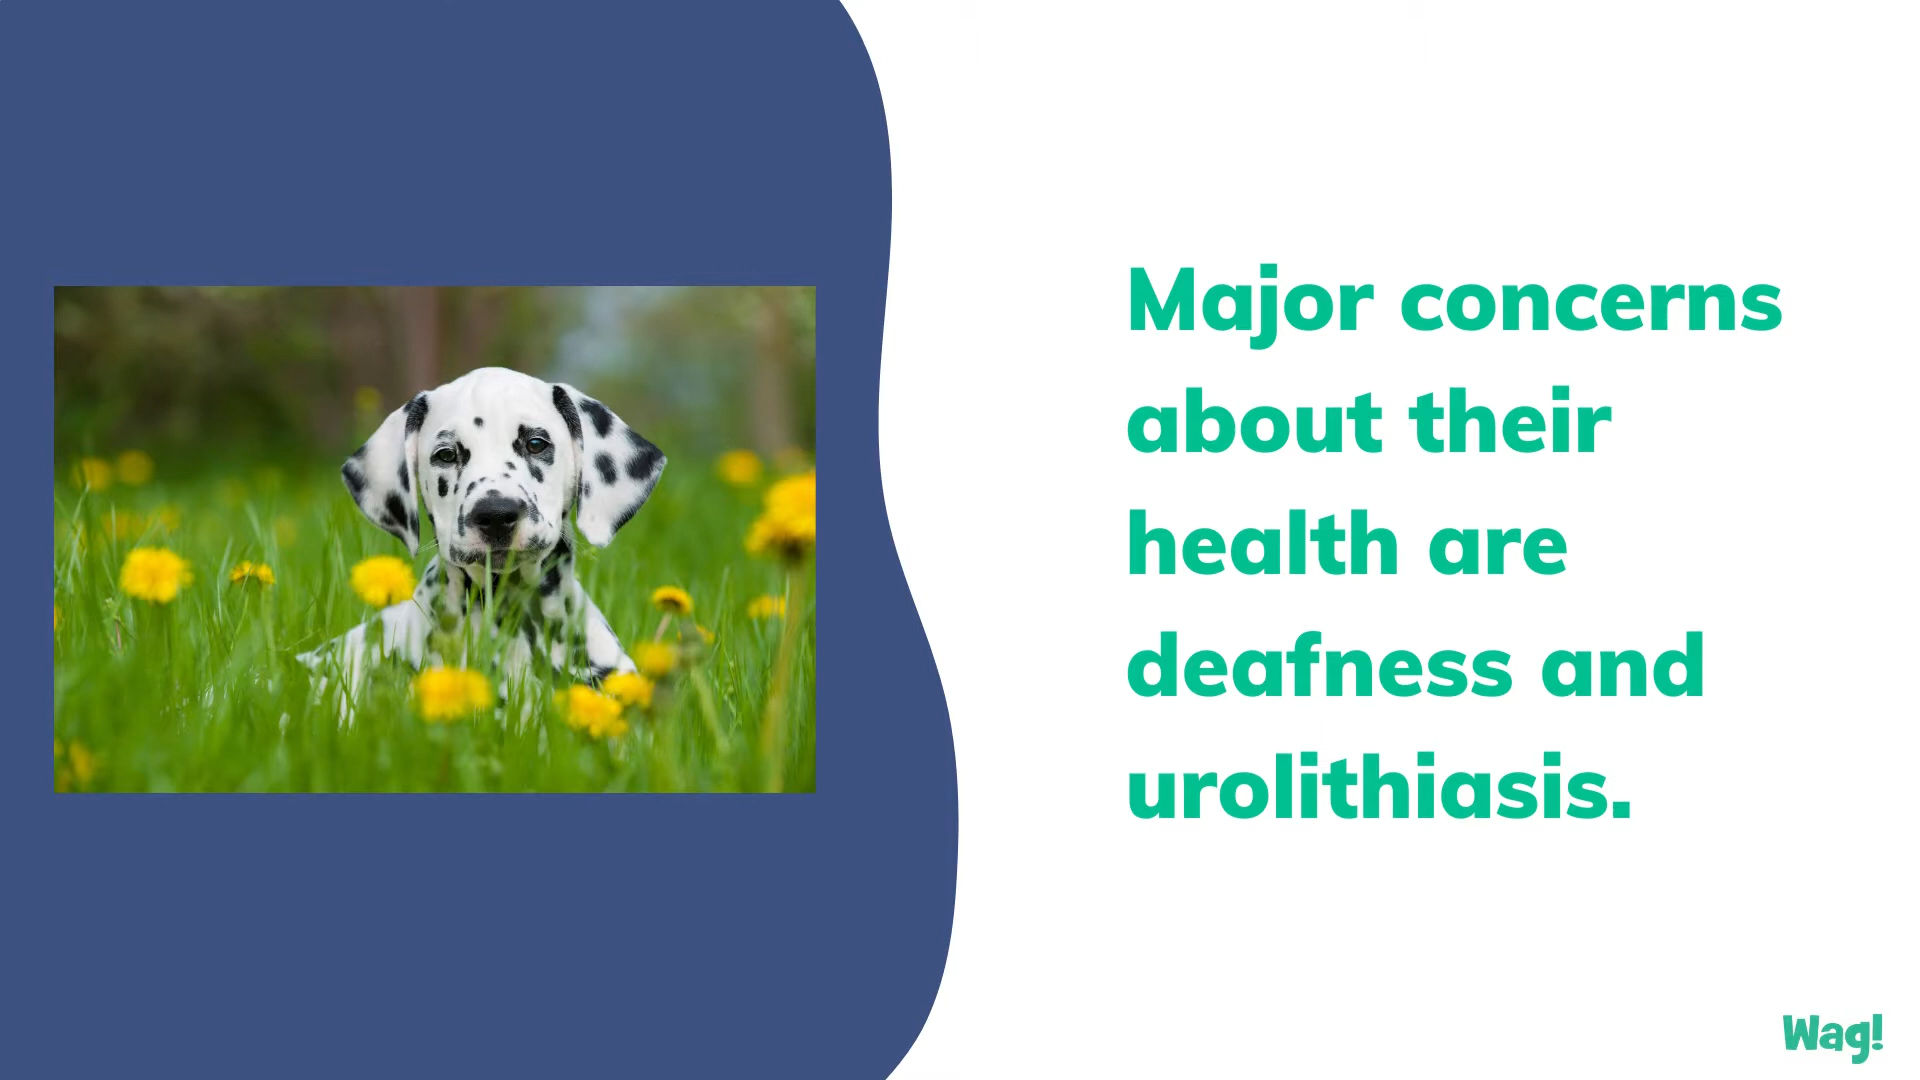 Major concerns
about their
health are
deafness and
urolithiasis.
Wag!